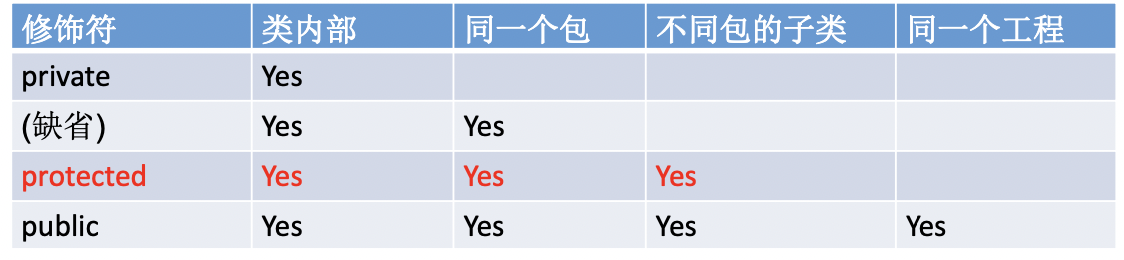 修饰符 类内部 同一个包 不同包的子类 同一个工程
private Yes
(缺省) Yes Yes
protected Yes Yes Yes
public Yes Yes Yes Yes